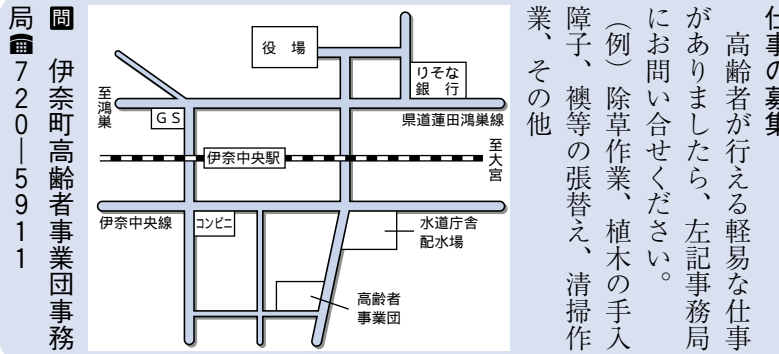 仕事の募集
高齢者が行える軽易な仕事
がありましたら、左記事務局
にお問い合せください。
（例）除草作業、植木の手入
障子、襖等の張替え、清掃作
業、その他
役場
りそな
銀行
至鴻巣
ＧＳ
県道蓮田鴻巣線
伊奈中央駅
至大宮
伊奈中央線
コンビニ
水道庁舎
配水場
高齢者
事業団
問 伊奈町高齢者事業団事務
局☎７２０―５９１１